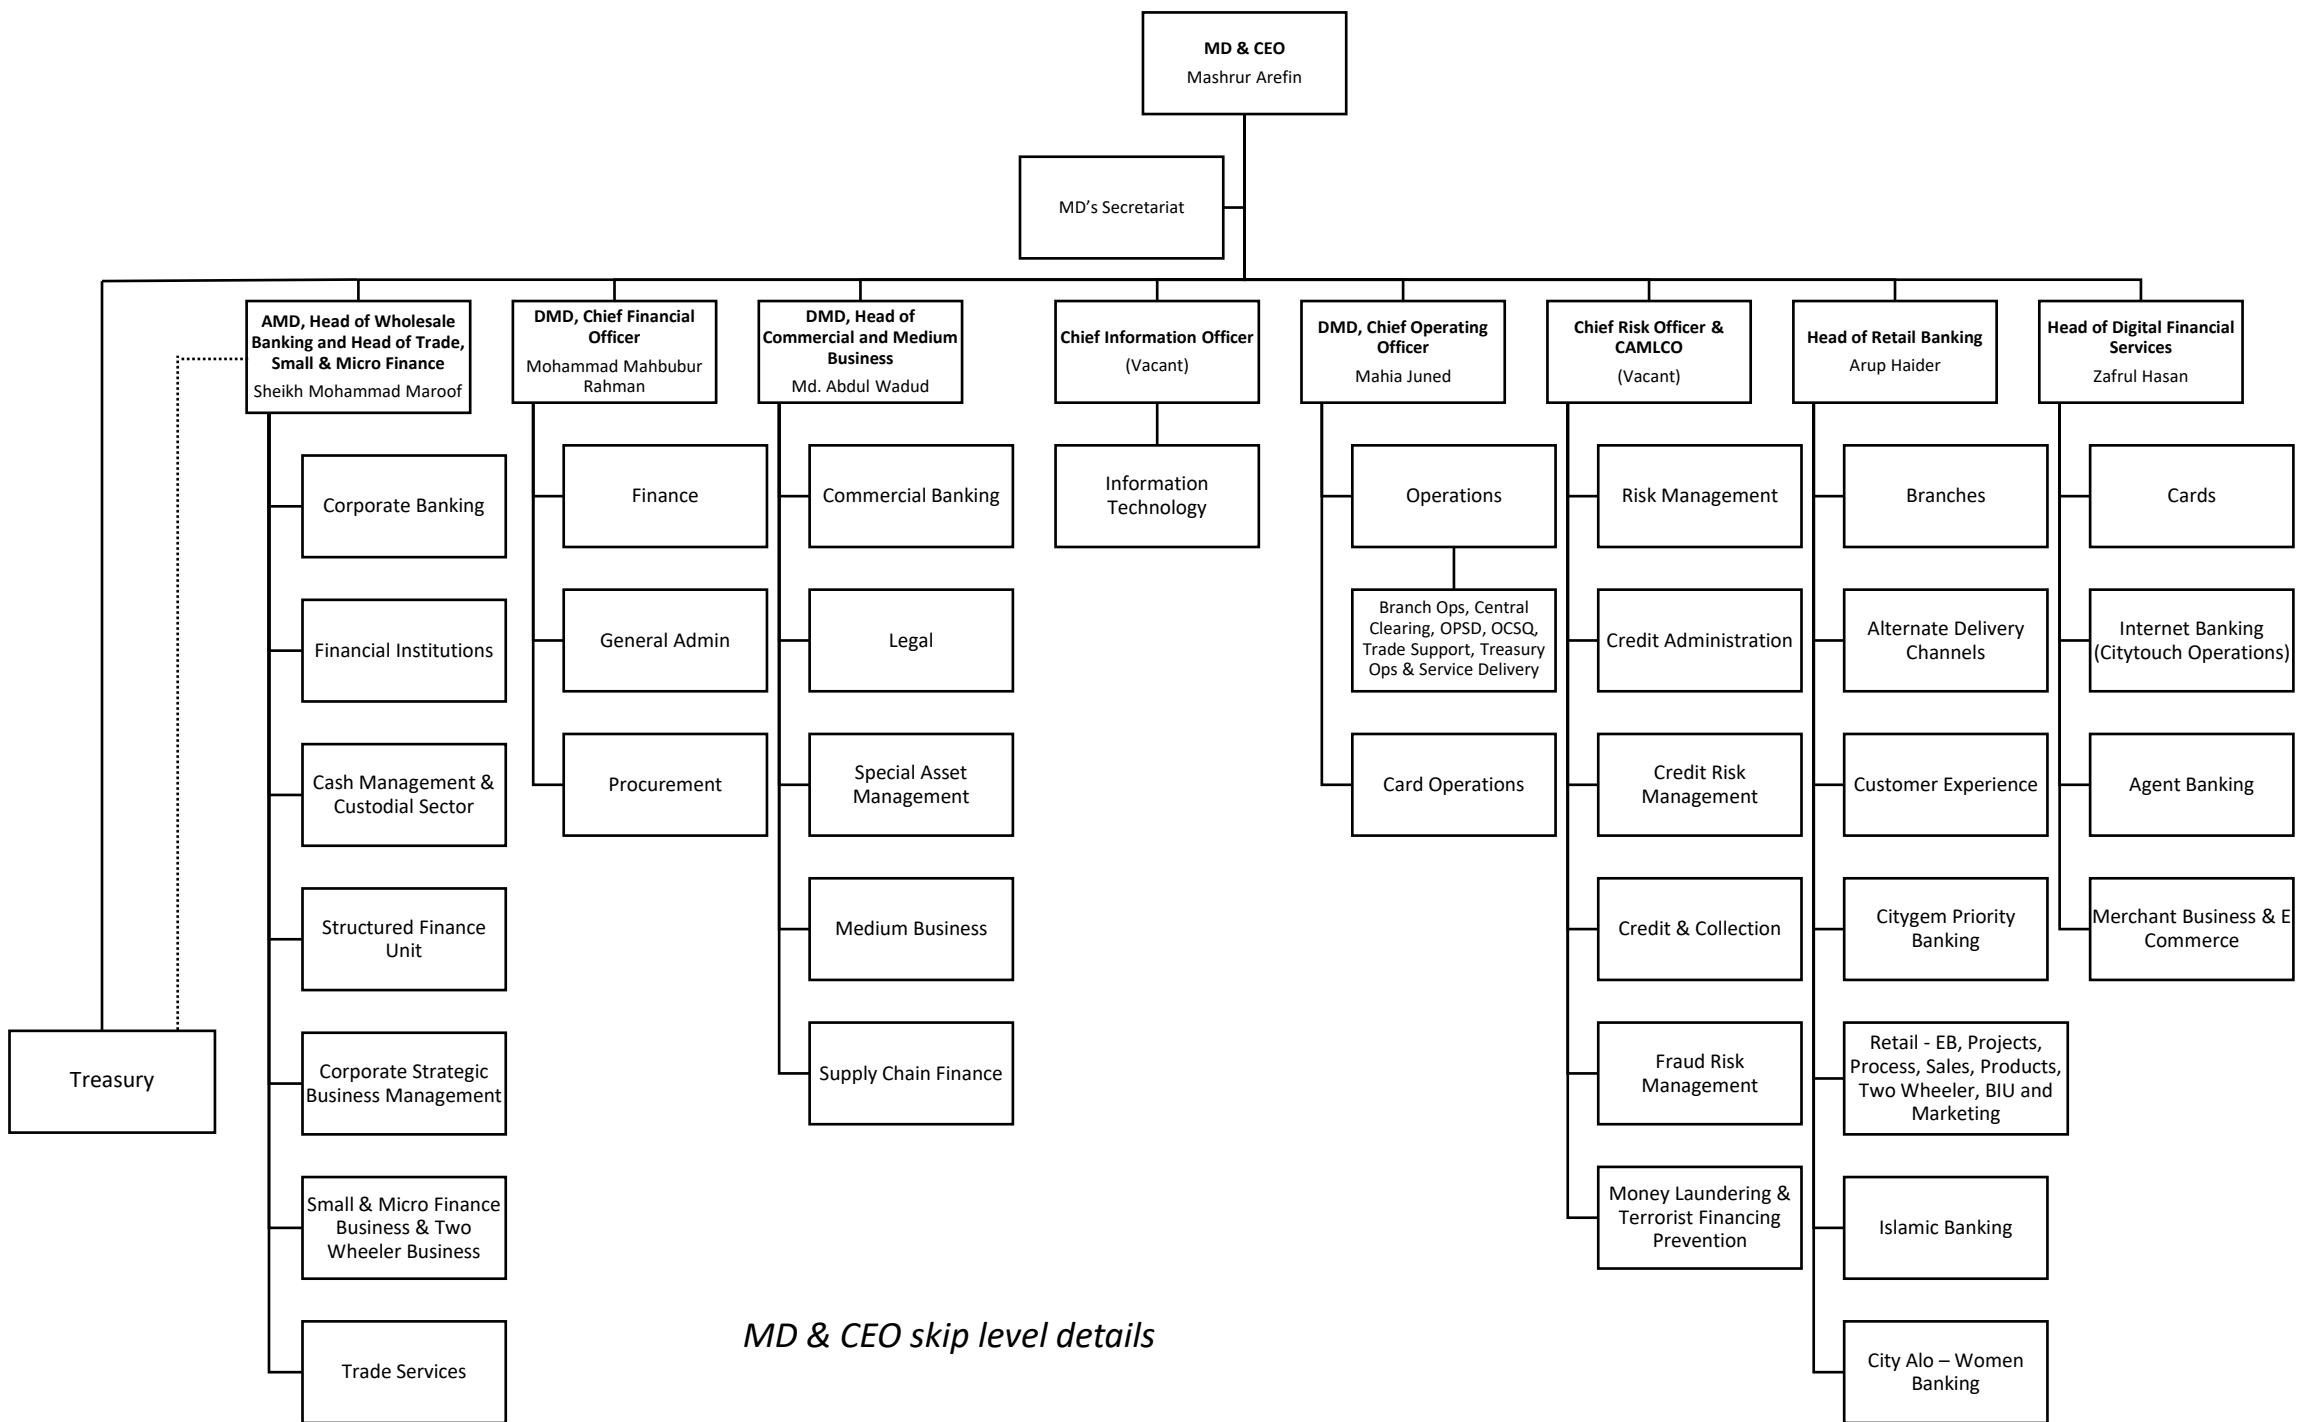 MD & CEO
Mashrur Arefin
MD’s Secretariat
AMD, Head of Wholesale
Banking and Head of Trade,
Small & Micro Finance
Sheikh Mohammad Maroof
DMD, Chief Financial
Officer
Mohammad Mahbubur
Rahman
DMD, Head of
Commercial and Medium
Business
Md. Abdul Wadud
Chief Information Officer
(Vacant)
DMD, Chief Operating
Officer
Mahia Juned
Chief Risk Officer &
CAMLCO
(Vacant)
Head of Retail Banking
Arup Haider
Head of Digital Financial
Services
Zafrul Hasan
Treasury
Corporate Banking
Financial Institutions
Cash Management &
Custodial Sector
Structured Finance
Unit
Corporate Strategic
Business Management
Small & Micro Finance
Business & Two
Wheeler Business
Trade Services
Finance
General Admin
Procurement
Commercial Banking
Legal
Special Asset
Management
Medium Business
Supply Chain Finance
Information
Technology
Operations
Branch Ops, Central
Clearing, OPSD, OCSQ,
Trade Support, Treasury
Ops & Service Delivery
Card Operations
Risk Management
Credit Administration
Credit Risk
Management
Credit & Collection
Fraud Risk
Management
Money Laundering &
Terrorist Financing
Prevention
Branches
Alternate Delivery
Channels
Customer Experience
Citygem Priority
Banking
Retail - EB, Projects,
Process, Sales, Products,
Two Wheeler, BIU and
Marketing
Islamic Banking
City Alo – Women
Banking
Cards
Internet Banking
(Citytouch Operations)
Agent Banking
Merchant Business & E
Commerce
MD & CEO skip level details